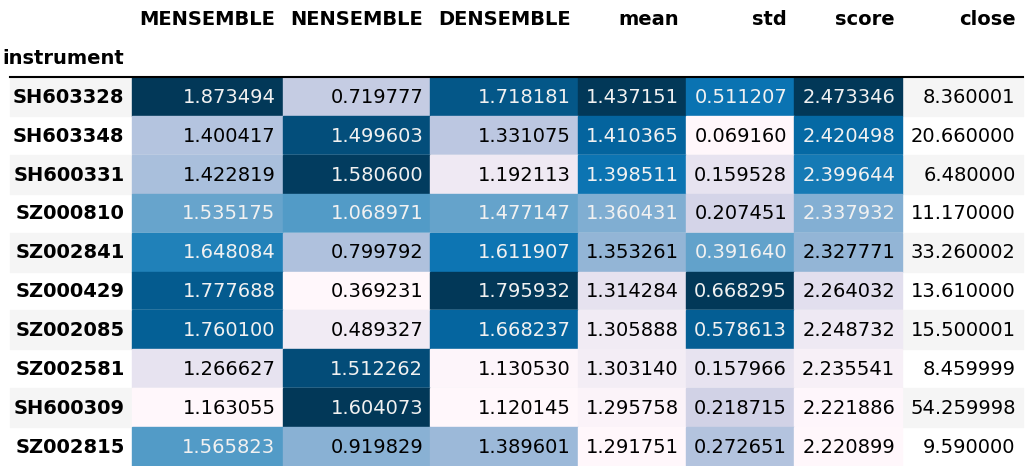 MENSEMBLE NENSEMBLE DENSEMBLE mean std score close
instrument
SH603328 1.873494 0.719777 1.718181 1.437151 0.511207 2.473346 8.360001
SH603348 1.400417 1.499603 1.331075 1.410365 0.069160 2.420498 20.660000
SH600331 1.422819 1.580600 1.192113 1.398511 0.159528 2.399644 6.480000
SZ000810 1.535175 1.068971 1.477147 1.360431 0.207451 2.337932 11.170000
SZ002841 1.648084 0.799792 1.611907 1.353261 0.391640 2.327771 33.260002
SZ000429 1.777688 0.369231 1.795932 1.314284 0.668295 2.264032 13.610000
SZ002085 1.760100 0.489327 1.668237 1.305888 0.578613 2.248732 15.500001
SZ002581 1.266627 1.512262 1.130530 1.303140 0.157966 2.235541 8.459999
SH600309 1.163055 1.604073 1.120145 1.295758 0.218715 2.221886 54.259998
SZ002815 1.565823 0.919829 1.389601 1.291751 0.272651 2.220899 9.590000